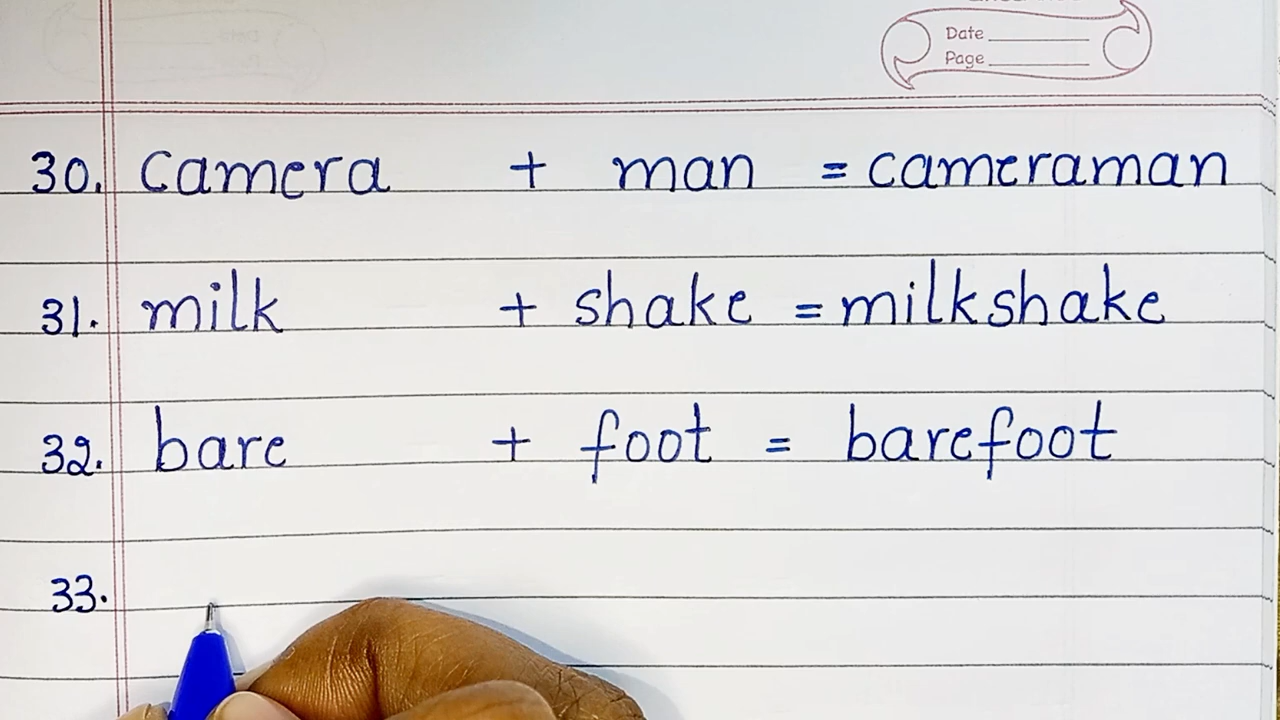 Date
Page
30. camera + man = cameraman
31. milk + shake = milkshake
32. bare + foot = barefoot
33.